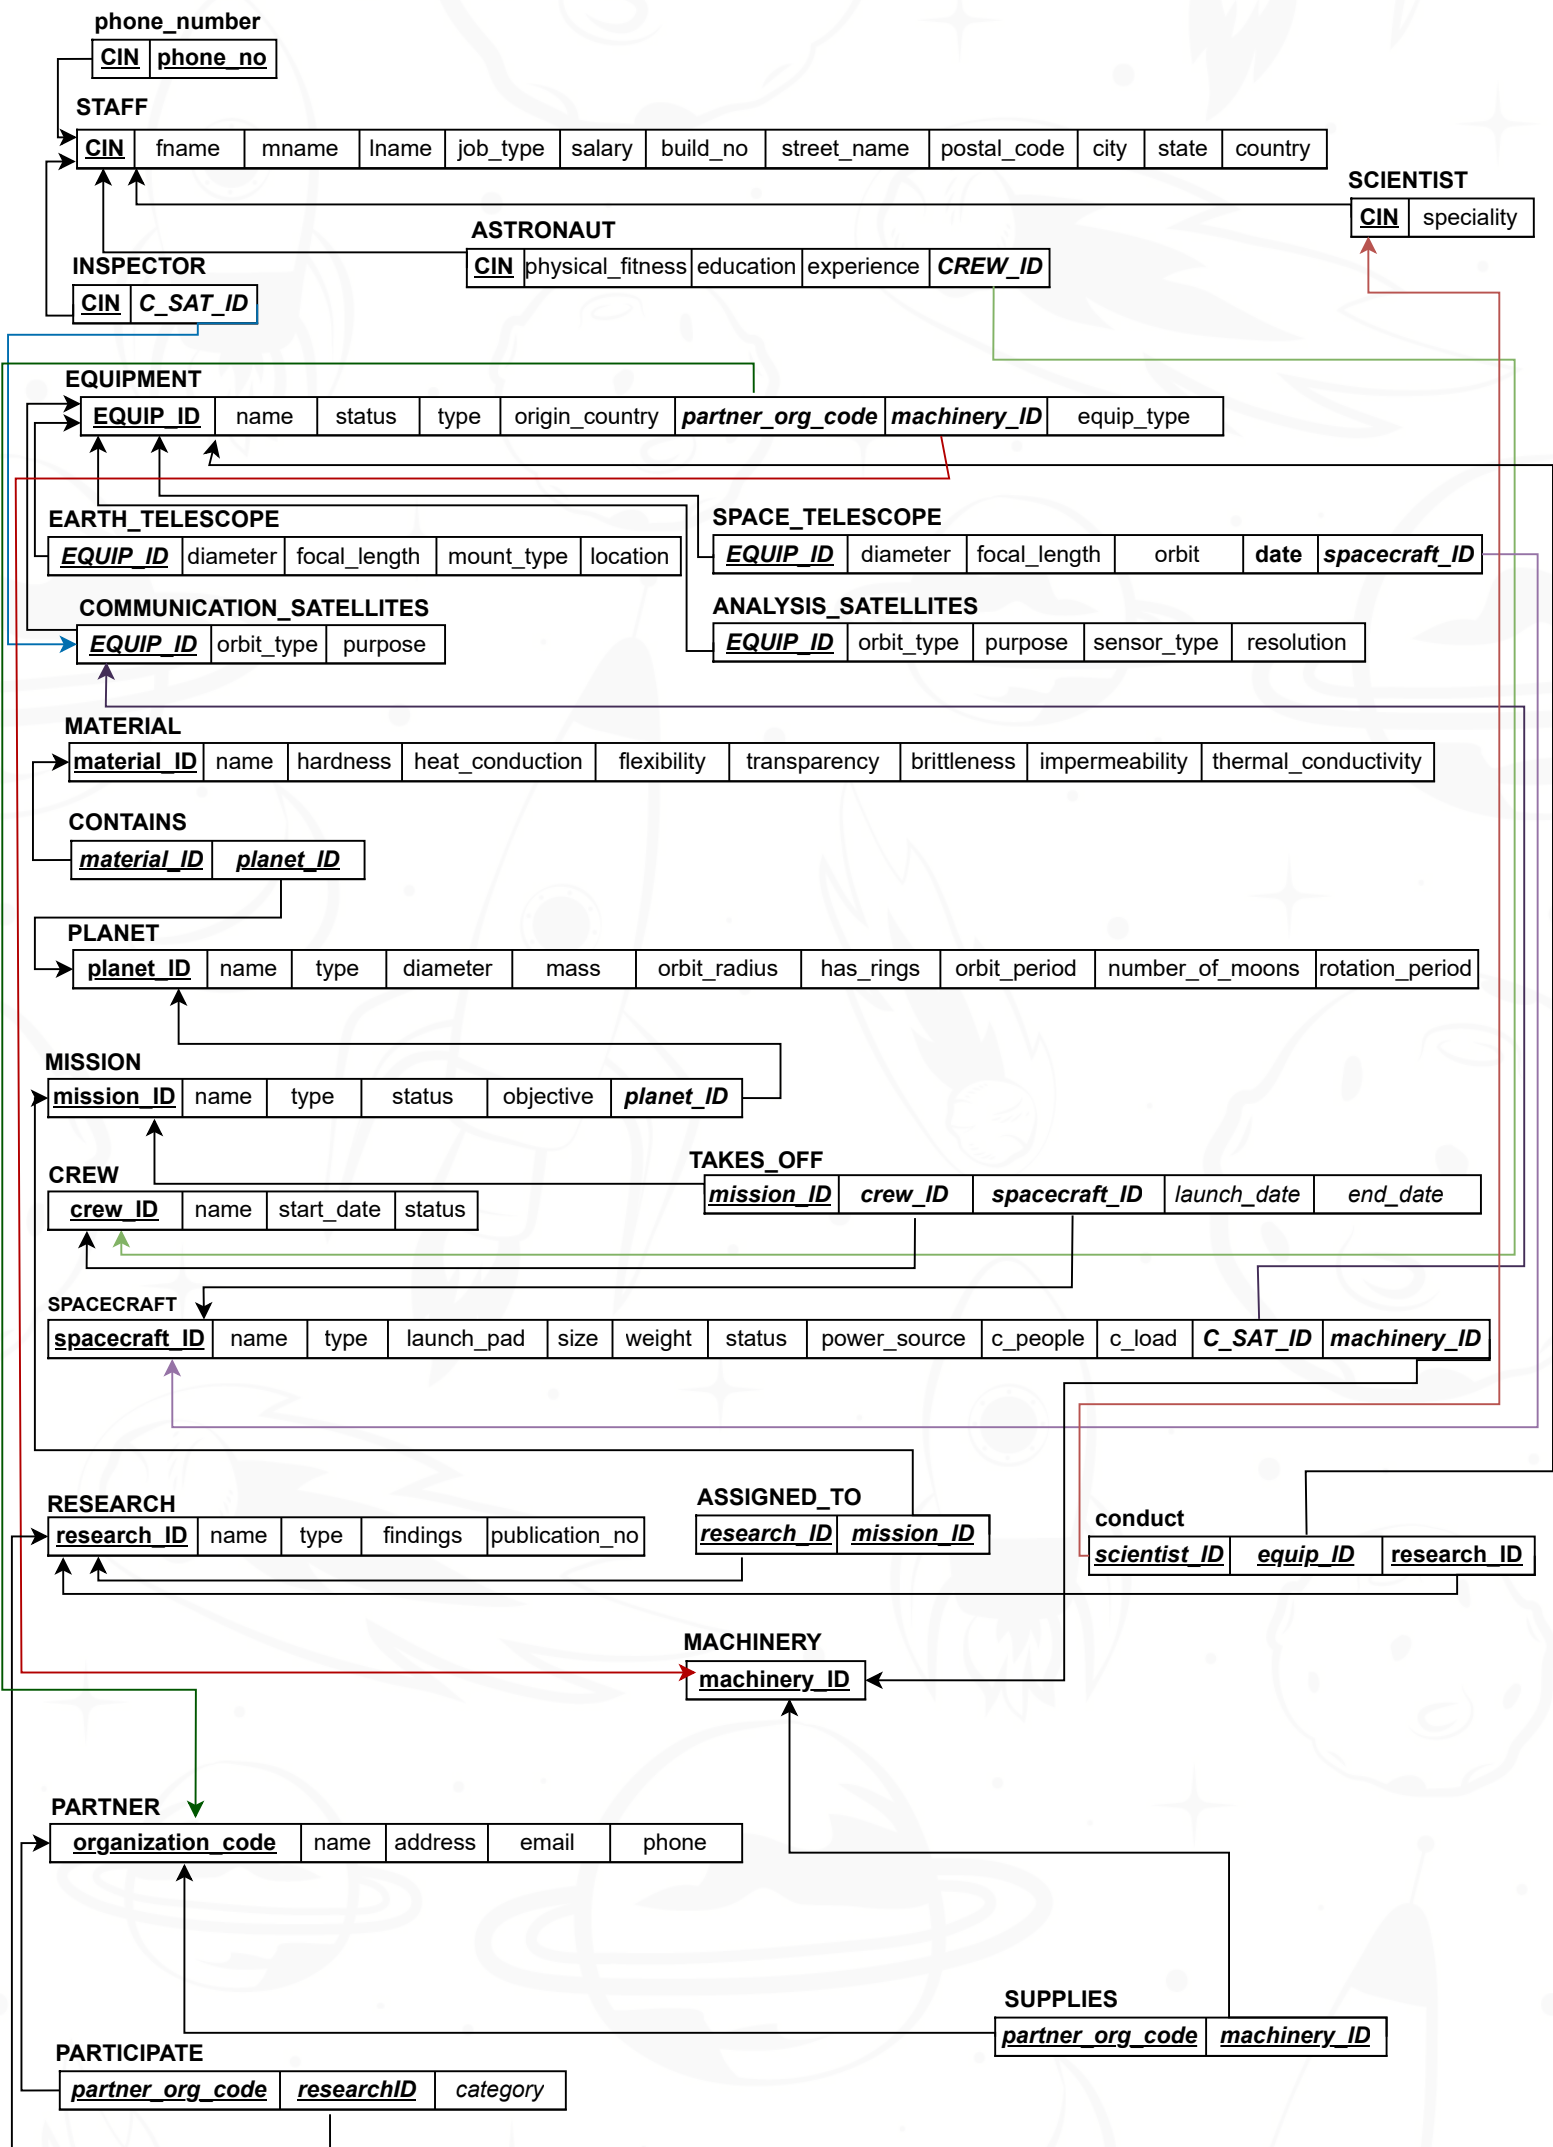 phone_number
CIN phone_no
STAFF
CIN fname mname lname job_type salary build_no street_name postal_code city state country
SCIENTIST
CIN speciality
ASTRONAUT
CIN physical_fitness education experience CREW_ID
INSPECTOR
CIN C_SAT_ID
EQUIPMENT
EQUIP_ID name status type origin_country partner_org_code machinery_ID equip_type
EARTH_TELESCOPE
EQUIP_ID diameter focal_length mount_type location
SPACE_TELESCOPE
EQUIP_ID diameter focal_length orbit date spacecraft_ID
COMMUNICATION_SATELLITES
EQUIP_ID orbit_type purpose
ANALYSIS_SATELLITES
EQUIP_ID orbit_type purpose sensor_type resolution
MATERIAL
material_ID name hardness heat_conduction flexibility transparency brittleness impermeability thermal_conductivity
CONTAINS
material_ID planet_ID
PLANET
planet_ID name type diameter mass orbit_radius has_rings orbit_period number_of_moons rotation_period
MISSION
mission_ID name type status objective planet_ID
TAKES_OFF
mission_ID crew_ID spacecraft_ID launch_date end_date
CREW
crew_ID name start_date status
SPACECRAFT
spacecraft_ID name type launch_pad size weight status power_source c_people c_load C_SAT_ID machinery_ID
RESEARCH
research_ID name type findings publication_no
ASSIGNED_TO
research_ID mission_ID
conduct
scientist_ID equip_ID research_ID
MACHINERY
machinery_ID
PARTNER
organization_code name address email phone
SUPPLIES
partner_org_code machinery_ID
PARTICIPATE
partner_org_code researchID category